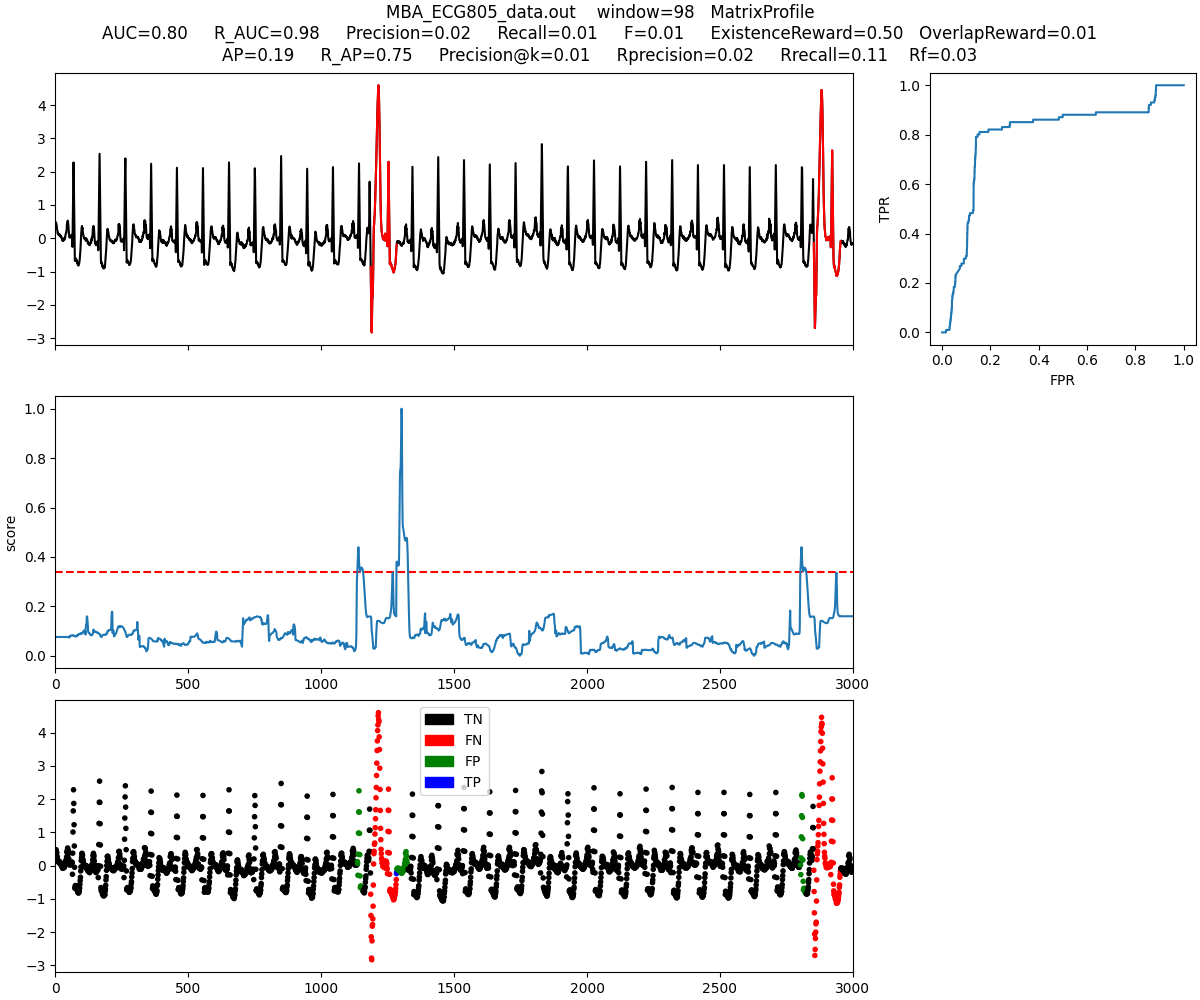 MBA_ECG805_data.out window=98 MatrixProfile
AUC=0.80 R_AUC=0.98 Precision=0.02 Recall=0.01 F=0.01 ExistenceReward=0.50 OverlapReward=0.01
AP=0.19 R_AP=0.75 Precision@k=0.01 Rprecision=0.02 Rrecall=0.11 Rf=0.03
4
3
2
1
0
−1
−2
−3
1.0
0.8
0.6
0.4
0.2
0.0
TPR
0.0 0.2 0.4 0.6 0.8 1.0
FPR
1.0
0.8
0.6
0.4
0.2
0.0
score
0 500 1000 1500 2000 2500 3000
4
3
2
1
0
−1
−2
−3
TN
FN
FP
TP
0 500 1000 1500 2000 2500 3000